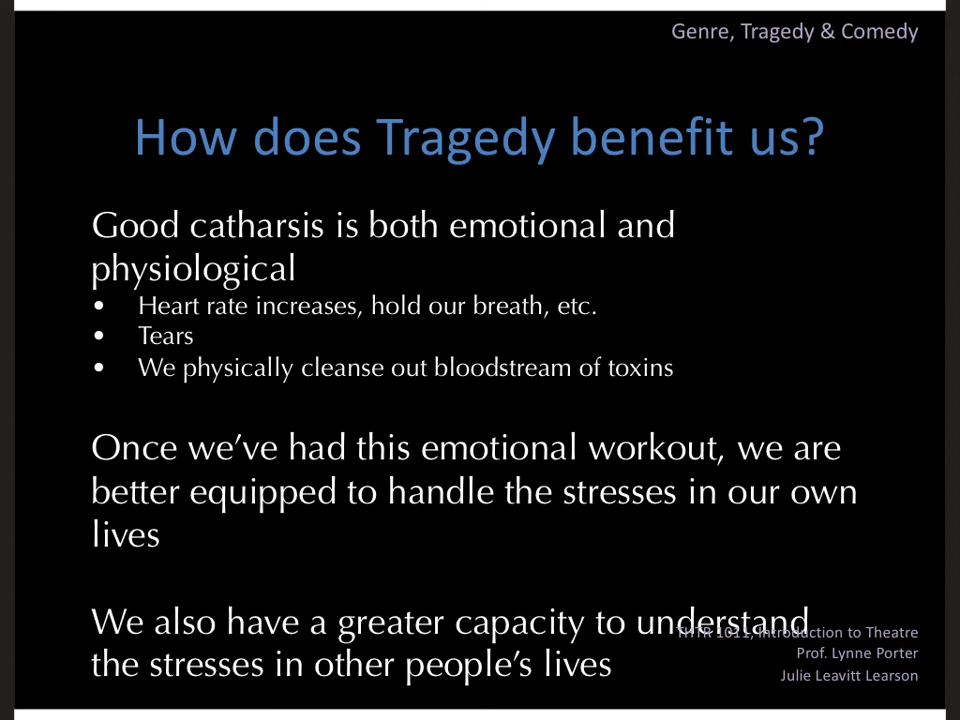 Genre, Tragedy & Comedy
How does Tragedy benefit us?
Good catharsis is both emotional and
physiological
• Heart rate increases, hold our breath, etc.
• Tears
• We physically cleanse out bloodstream of toxins
Once we’ve had this emotional workout, we are
better equipped to handle the stresses in our own
lives
We also have a greater capacity to understand
the stresses in other people’s lives
THTR 1011, Introduction to Theatre
Prof. Lynne Porter
Julie Leavitt Learson